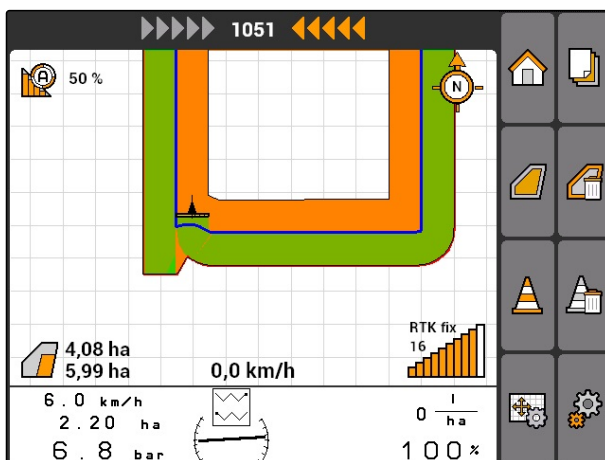 1051
A
50 %
N
RTK fix
16
4,08 ha
5,99 ha
0,0 km/h
6.0 km/h
2.20 ha
6.8 bar
0 l/ha
100%